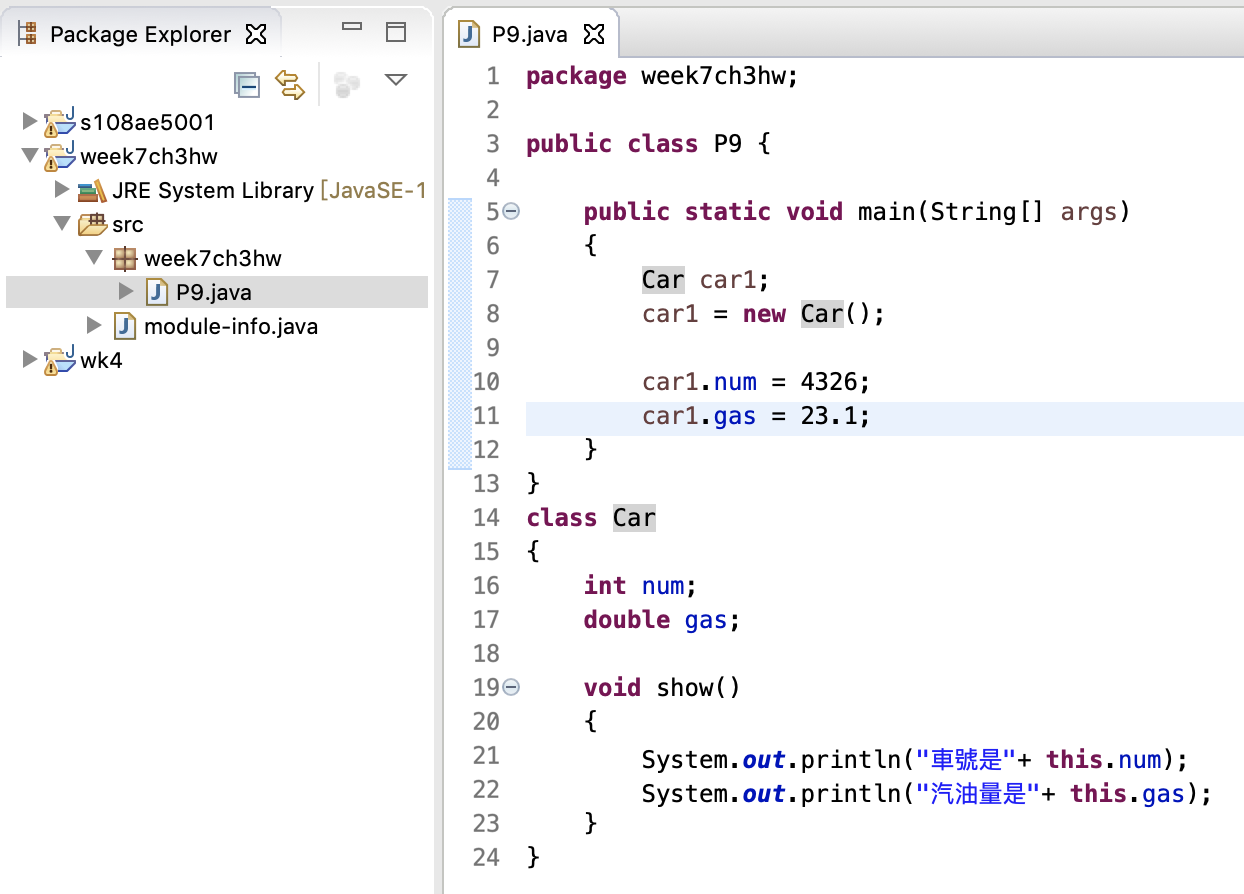 Package Explorer
s108ae5001
week7ch3hw
JRE System Library [JavaSE-1
src
week7ch3hw
P9.java
module-info.java
wk4
P9.java
1 package week7ch3hw;
2
3 public class P9 {
4
5     public static void main(String[] args)
6     {
7         Car car1;
8         car1 = new Car();
9
10         car1.num = 4326;
11         car1.gas = 23.1;
12     }
13 }
14 class Car
15 {
16     int num;
17     double gas;
18
19     void show()
20     {
21         System.out.println("車號是"+ this.num);
22         System.out.println("汽油量是"+ this.gas);
23     }
24 }